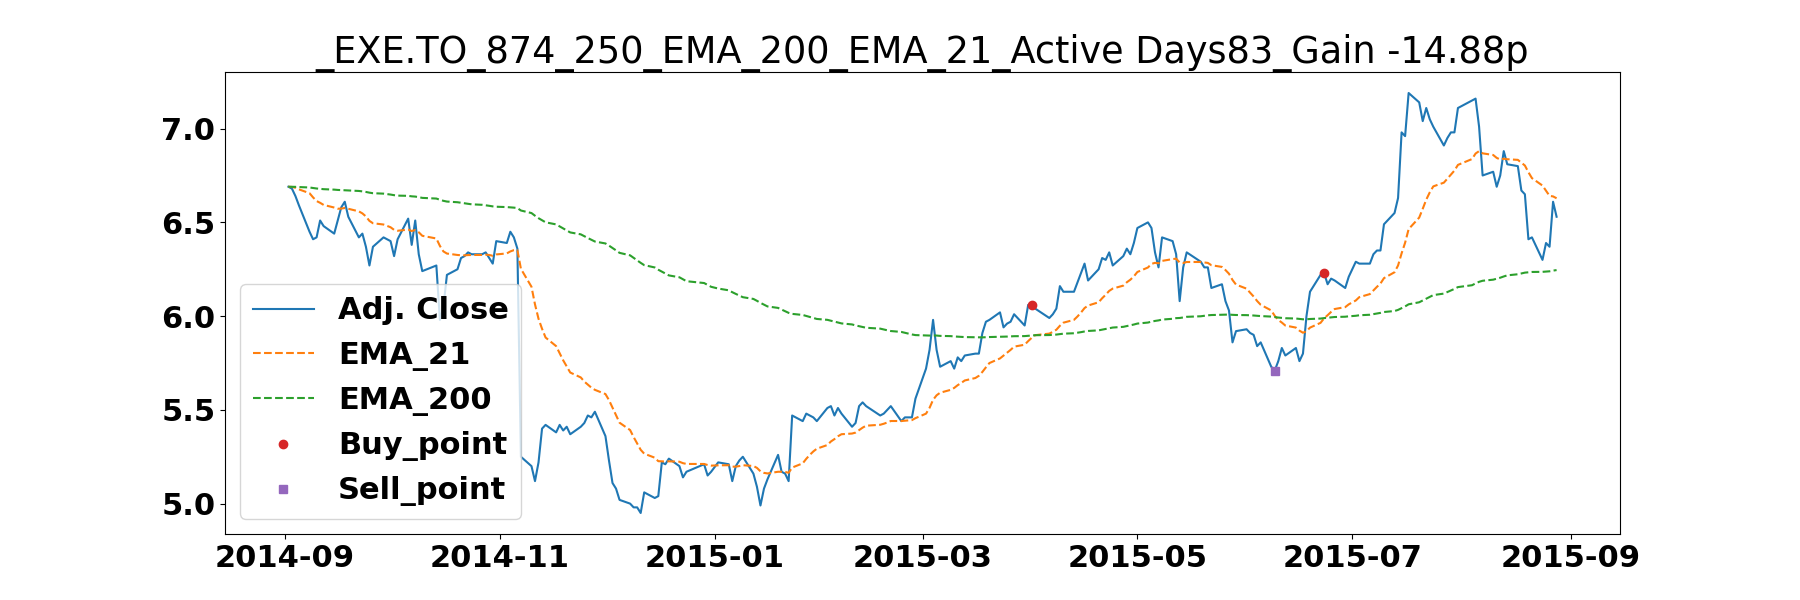 _EXE.TO_874_250_EMA_200_EMA_21_Active Days83_Gain -14.88p
7.0
6.5
6.0
5.5
5.0
Adj. Close
EMA_21
EMA_200
Buy_point
Sell_point
2014-09 2014-11 2015-01 2015-03 2015-05 2015-07 2015-09